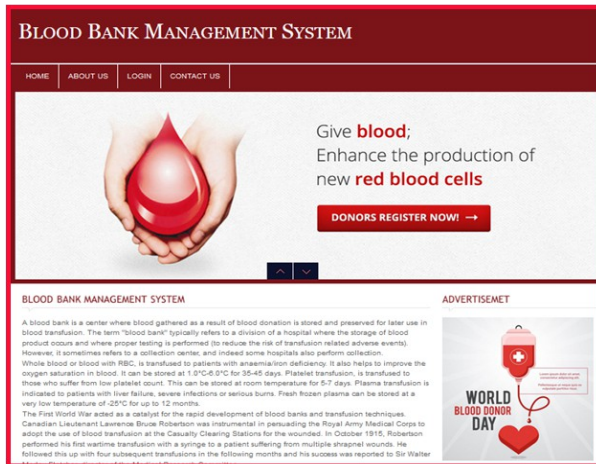 BLOOD BANK MANAGEMENT SYSTEM
HOME
ABOUT US
LOGIN
CONTACT US
Give blood;
Enhance the production of
new red blood cells
DONORS REGISTER NOW! →
BLOOD BANK MANAGEMENT SYSTEM
A blood bank is a center where blood gathered as a result of blood donation is stored and preserved for later use in
blood transfusion. The term "blood bank" typically refers to a division of a hospital where the storage of blood
product occurs and where proper testing is performed (to reduce the risk of transfusion related adverse events).
However, it sometimes refers to a collection center, and indeed some hospitals also perform collection.
Whole blood or blood with RBC, is transfused to patients with anaemia/iron deficiency. It also helps to improve the
oxygen saturation in blood. It can be stored at 1.0°C-6.0°C for 35-45 days. Platelet transfusion, is transfused to
those who suffer from low platelet count. This can be stored at room temperature for 5-7 days. Plasma transfusion is
indicated to patients with liver failure, severe infections or serious burns. Fresh frozen plasma can be stored at a
very low temperature of -25°C for up to 12 months.
The First World War acted as a catalyst for the rapid development of blood banks and transfusion techniques.
Canadian Lieutenant Lawrence Bruce Robertson was instrumental in persuading the Royal Army Medical Corps to
adopt the use of blood transfusion at the Casualty Clearing Stations for the wounded. In October 1915, Robertson
performed his first wartime transfusion with a syringe to a patient suffering from multiple shrapnel wounds. He
followed this up with four subsequent transfusions in the following months and his success was reported to Sir Walter
ADVERTISEMET
WORLD
BLOOD DONOR
DAY